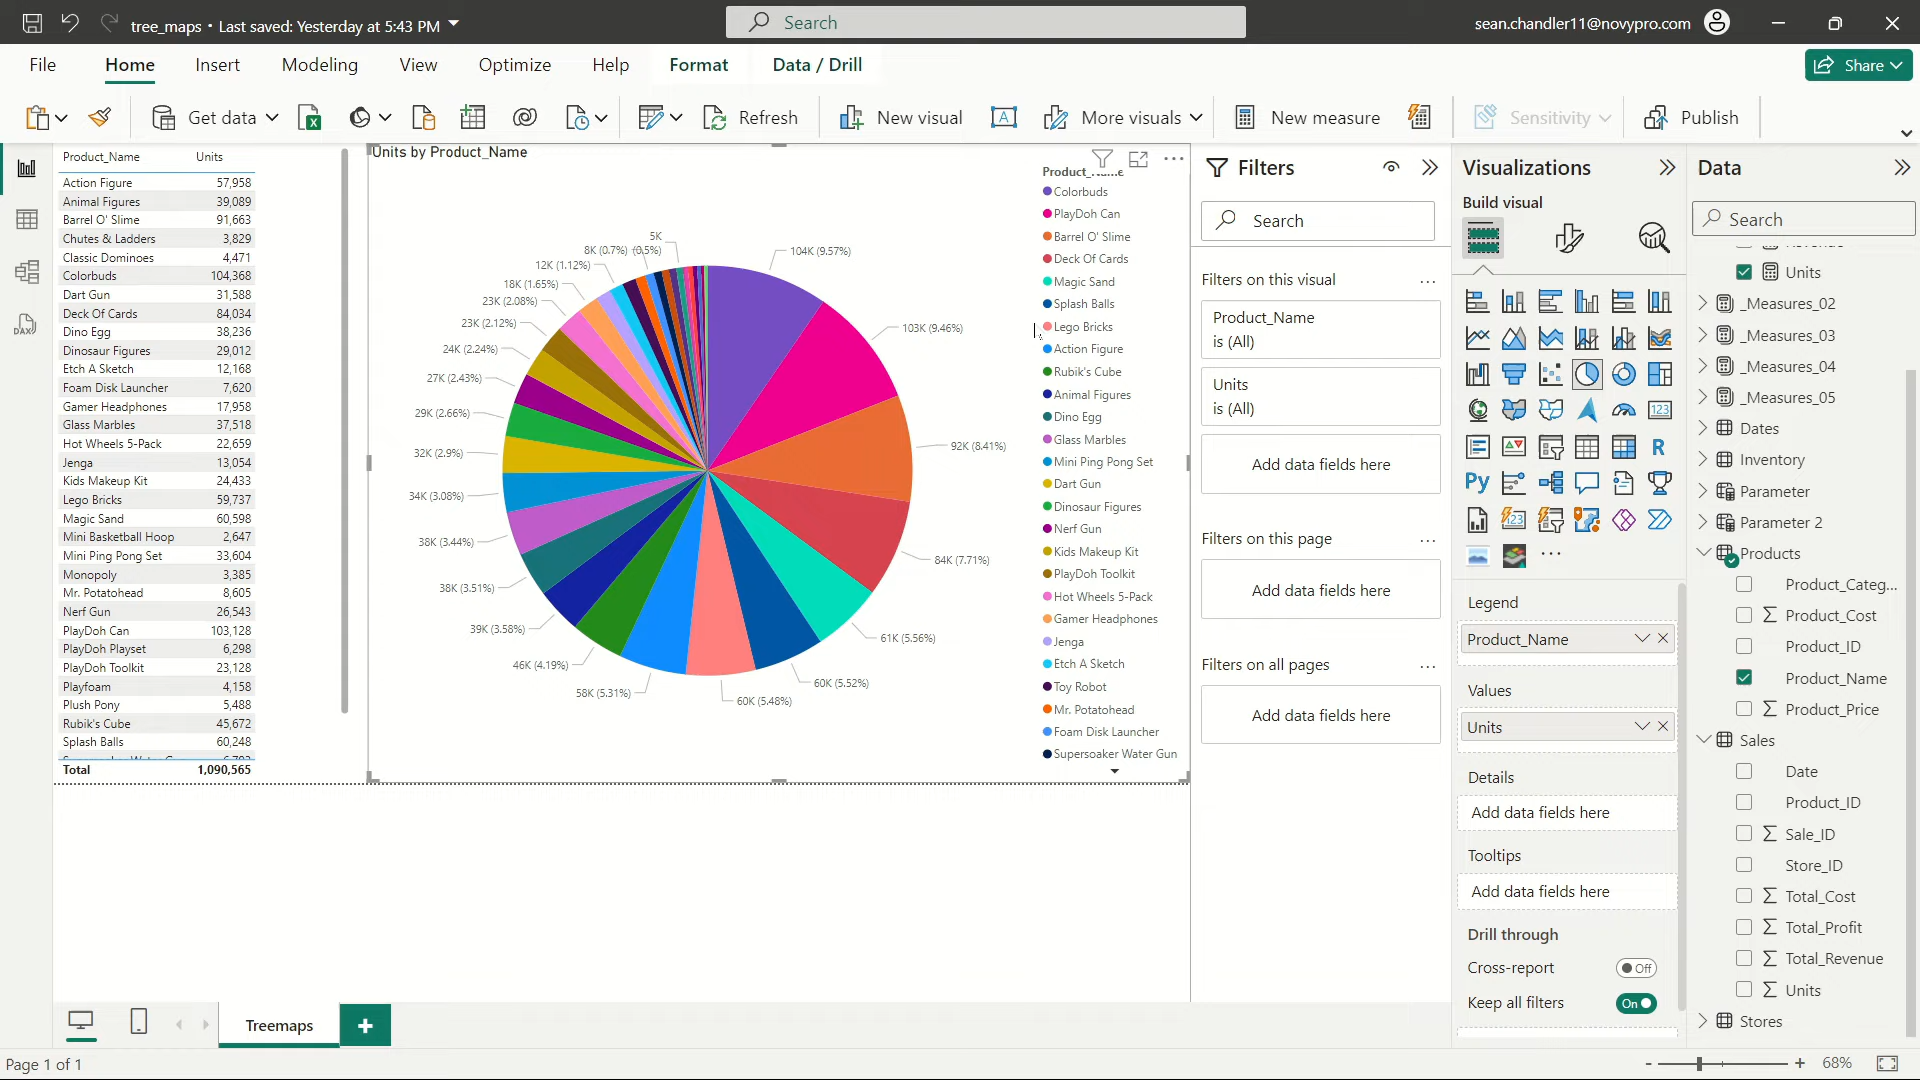 tree_maps • Last saved: Yesterday at 5:43 PM
Search
sean.chandler11@novypro.com
File Home Insert Modeling View Optimize Help Format Data / Drill
Share
Get data
Refresh
New visual
More visuals
New measure
Sensitivity
Publish
Product_Name Units
Action Figure 57,958
Animal Figures 39,089
Barrel O' Slime 91,663
Chutes & Ladders 3,829
Classic Dominoes 4,471
Colorbuds 104,368
Dart Gun 31,588
Deck Of Cards 84,034
Dino Egg 38,236
Dinosaur Figures 29,012
Etch A Sketch 12,168
Foam Disk Launcher 7,620
Gamer Headphones 17,958
Glass Marbles 37,518
Hot Wheels 5-Pack 22,659
Jenga 13,054
Kids Makeup Kit 24,433
Lego Bricks 59,737
Magic Sand 60,598
Mini Basketball Hoop 2,647
Mini Ping Pong Set 33,604
Monopoly 3,385
Mr. Potatohead 8,605
Nerf Gun 26,543
PlayDoh Can 103,128
PlayDoh Playset 6,298
PlayDoh Toolkit 23,128
Playfoam 4,158
Plush Pony 5,488
Rubik's Cube 45,672
Splash Balls 60,248
Total 1,090,565
Units by Product_Name
104K (9.57%)
103K (9.46%)
92K (8.41%)
84K (7.71%)
61K (5.56%)
60K (5.52%)
60K (5.48%)
58K (5.31%)
46K (4.19%)
39K (3.58%)
38K (3.51%)
38K (3.44%)
34K (3.08%)
32K (2.9%)
29K (2.66%)
27K (2.43%)
24K (2.24%)
23K (2.12%)
23K (2.08%)
18K (1.65%)
12K (1.12%)
8K (0.7%)
5K
(0.5%)
Colorbuds
PlayDoh Can
Barrel O' Slime
Deck Of Cards
Magic Sand
Splash Balls
Lego Bricks
Action Figure
Rubik's Cube
Animal Figures
Dino Egg
Glass Marbles
Mini Ping Pong Set
Dart Gun
Dinosaur Figures
Nerf Gun
Kids Makeup Kit
PlayDoh Toolkit
Hot Wheels 5-Pack
Gamer Headphones
Jenga
Etch A Sketch
Toy Robot
Mr. Potatohead
Foam Disk Launcher
Supersoaker Water Gun
Filters
Search
Filters on this visual ...
Product_Name
is (All)
Units
is (All)
Add data fields here
Filters on this page ...
Add data fields here
Filters on all pages ...
Add data fields here
Visualizations
Build visual
123
R
Py
123
...
Legend
Product_Name
Values
Units
Details
Add data fields here
Tooltips
Add data fields here
Drill through
Cross-report Off
Keep all filters On
Data
Search
Units
_Measures_02
_Measures_03
_Measures_04
_Measures_05
Dates
Inventory
Parameter
Parameter 2
Products
Product_Categ...
Σ Product_Cost
Product_ID
Product_Name
Σ Product_Price
Sales
Date
Product_ID
Σ Sale_ID
Store_ID
Σ Total_Cost
Σ Total_Profit
Σ Total_Revenue
Σ Units
Stores
DAX
Treemaps
+
Page 1 of 1
- + 68%